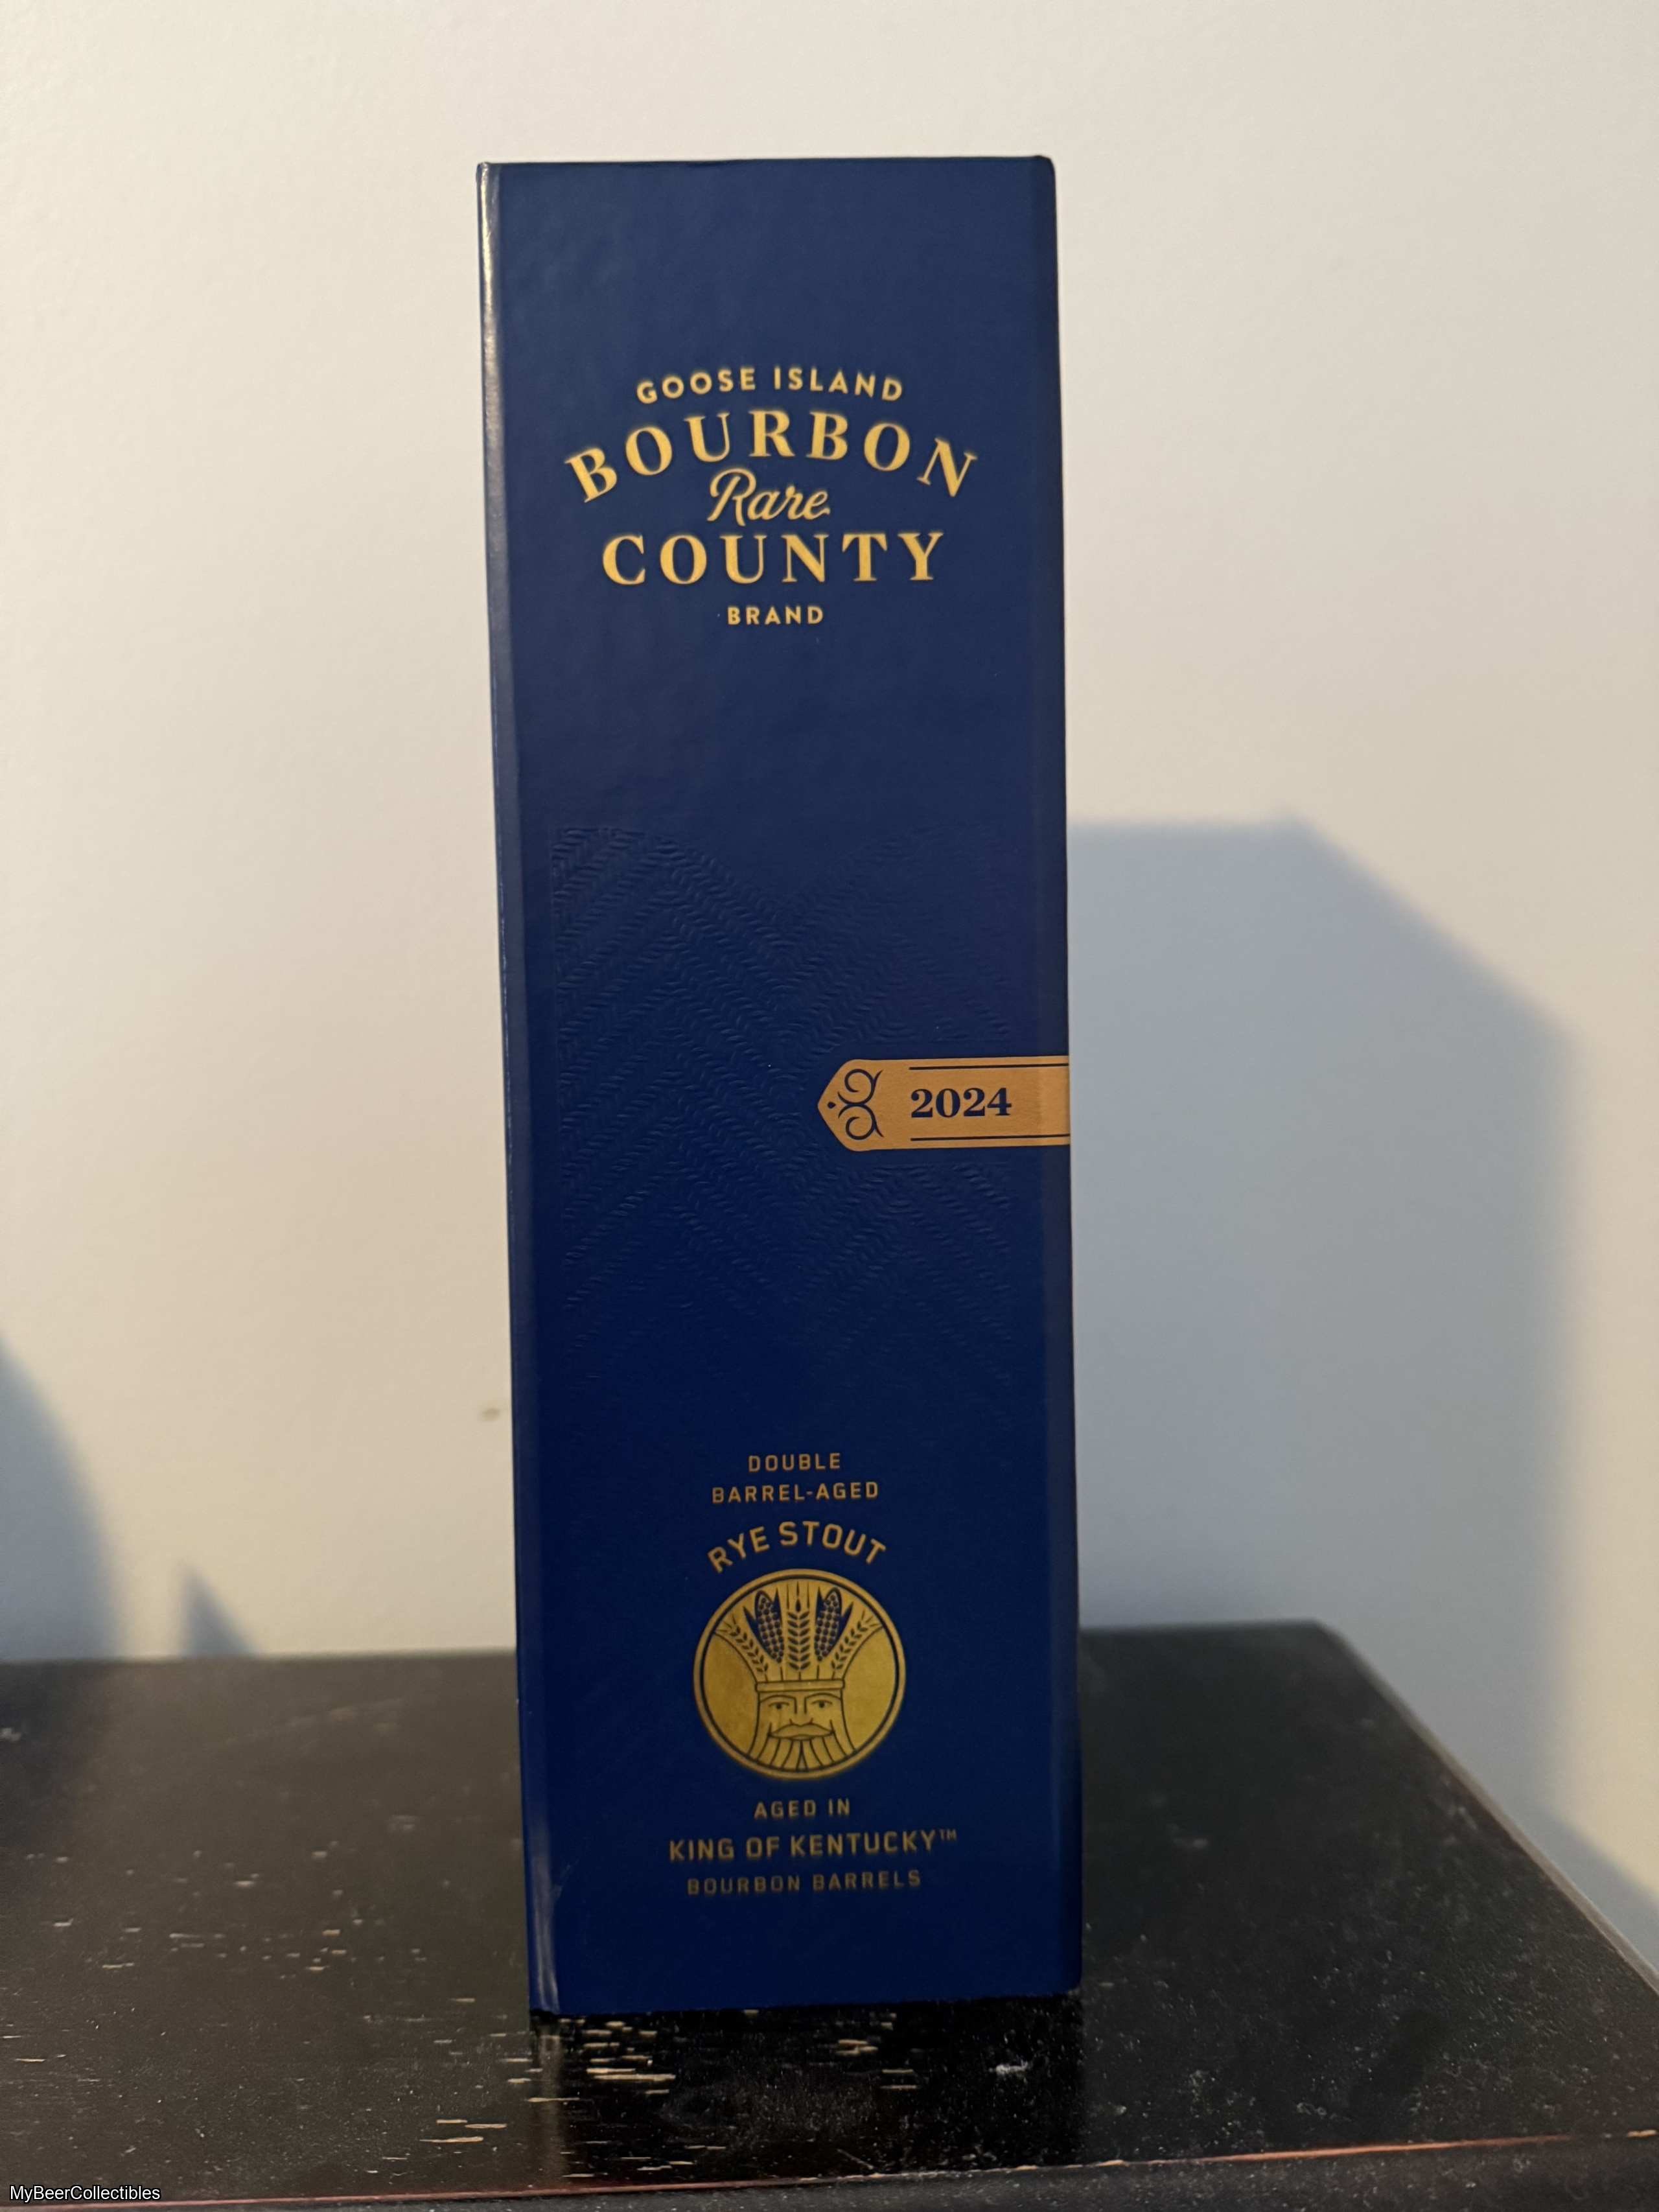 GOOSE ISLAND
BOURBON
Rare
COUNTY
BRAND
2024
DOUBLE
BARREL-AGED
RYE STOUT
AGED IN
KING OF KENTUCKY™
BOURBON BARRELS
MyBeerCollectibles